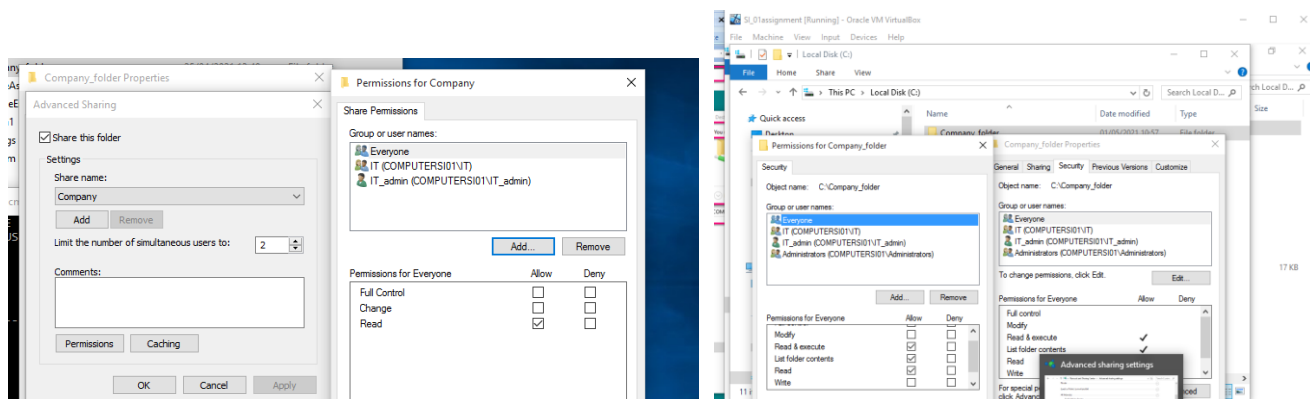 Company_folder Properties
Advanced Sharing
Share this folder
Settings
Share name:
Company
Add Remove
Limit the number of simultaneous users to: 2
Comments:
Permissions Caching
OK Cancel Apply
Permissions for Company
Share Permissions
Group or user names:
Everyone
IT (COMPUTERSI01\IT)
IT_admin (COMPUTERSI01\IT_admin)
Add... Remove
Permissions for Everyone Allow Deny
Full Control
Change
Read
SI_01assignment [Running] - Oracle VM VirtualBox
File Machine View Input Devices Help
Local Disk (C:)
File Home Share View
This PC > Local Disk (C:)
Search Local D...
Name Date modified Type Size
Quick access
Desktop
Company_folder 01/05/2021 10:57 File folder
17 KB
Permissions for Company_folder
Security
Object name: C:\Company_folder
Group or user names:
Everyone
IT (COMPUTERSI01\IT)
IT_admin (COMPUTERSI01\IT_admin)
Administrators (COMPUTERSI01\Administrators)
Add... Remove
Permissions for Everyone Allow Deny
Modify
Read & execute
List folder contents
Read
Write
Company_folder Properties
General Sharing Security Previous Versions Customize
Object name: C:\Company_folder
Group or user names:
Everyone
IT (COMPUTERSI01\IT)
IT_admin (COMPUTERSI01\IT_admin)
Administrators (COMPUTERSI01\Administrators)
To change permissions, click Edit.
Edit...
Permissions for Everyone Allow Deny
Full control
Modify
Read & execute
List folder contents
Read
Write
For special
click
Advanced sharing settings